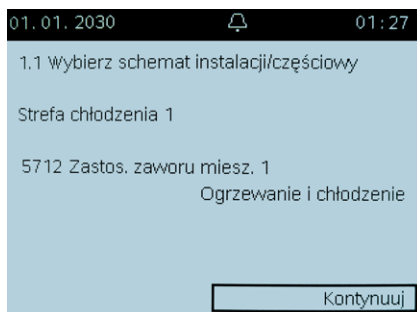 01.01.2030 01:27
1.1 Wybierz schemat instalacji/częściowy
Strefa chłodzenia 1
5712 Zastos. zaworu miesz. 1
Ogrzewanie i chłodzenie
Kontynuuj